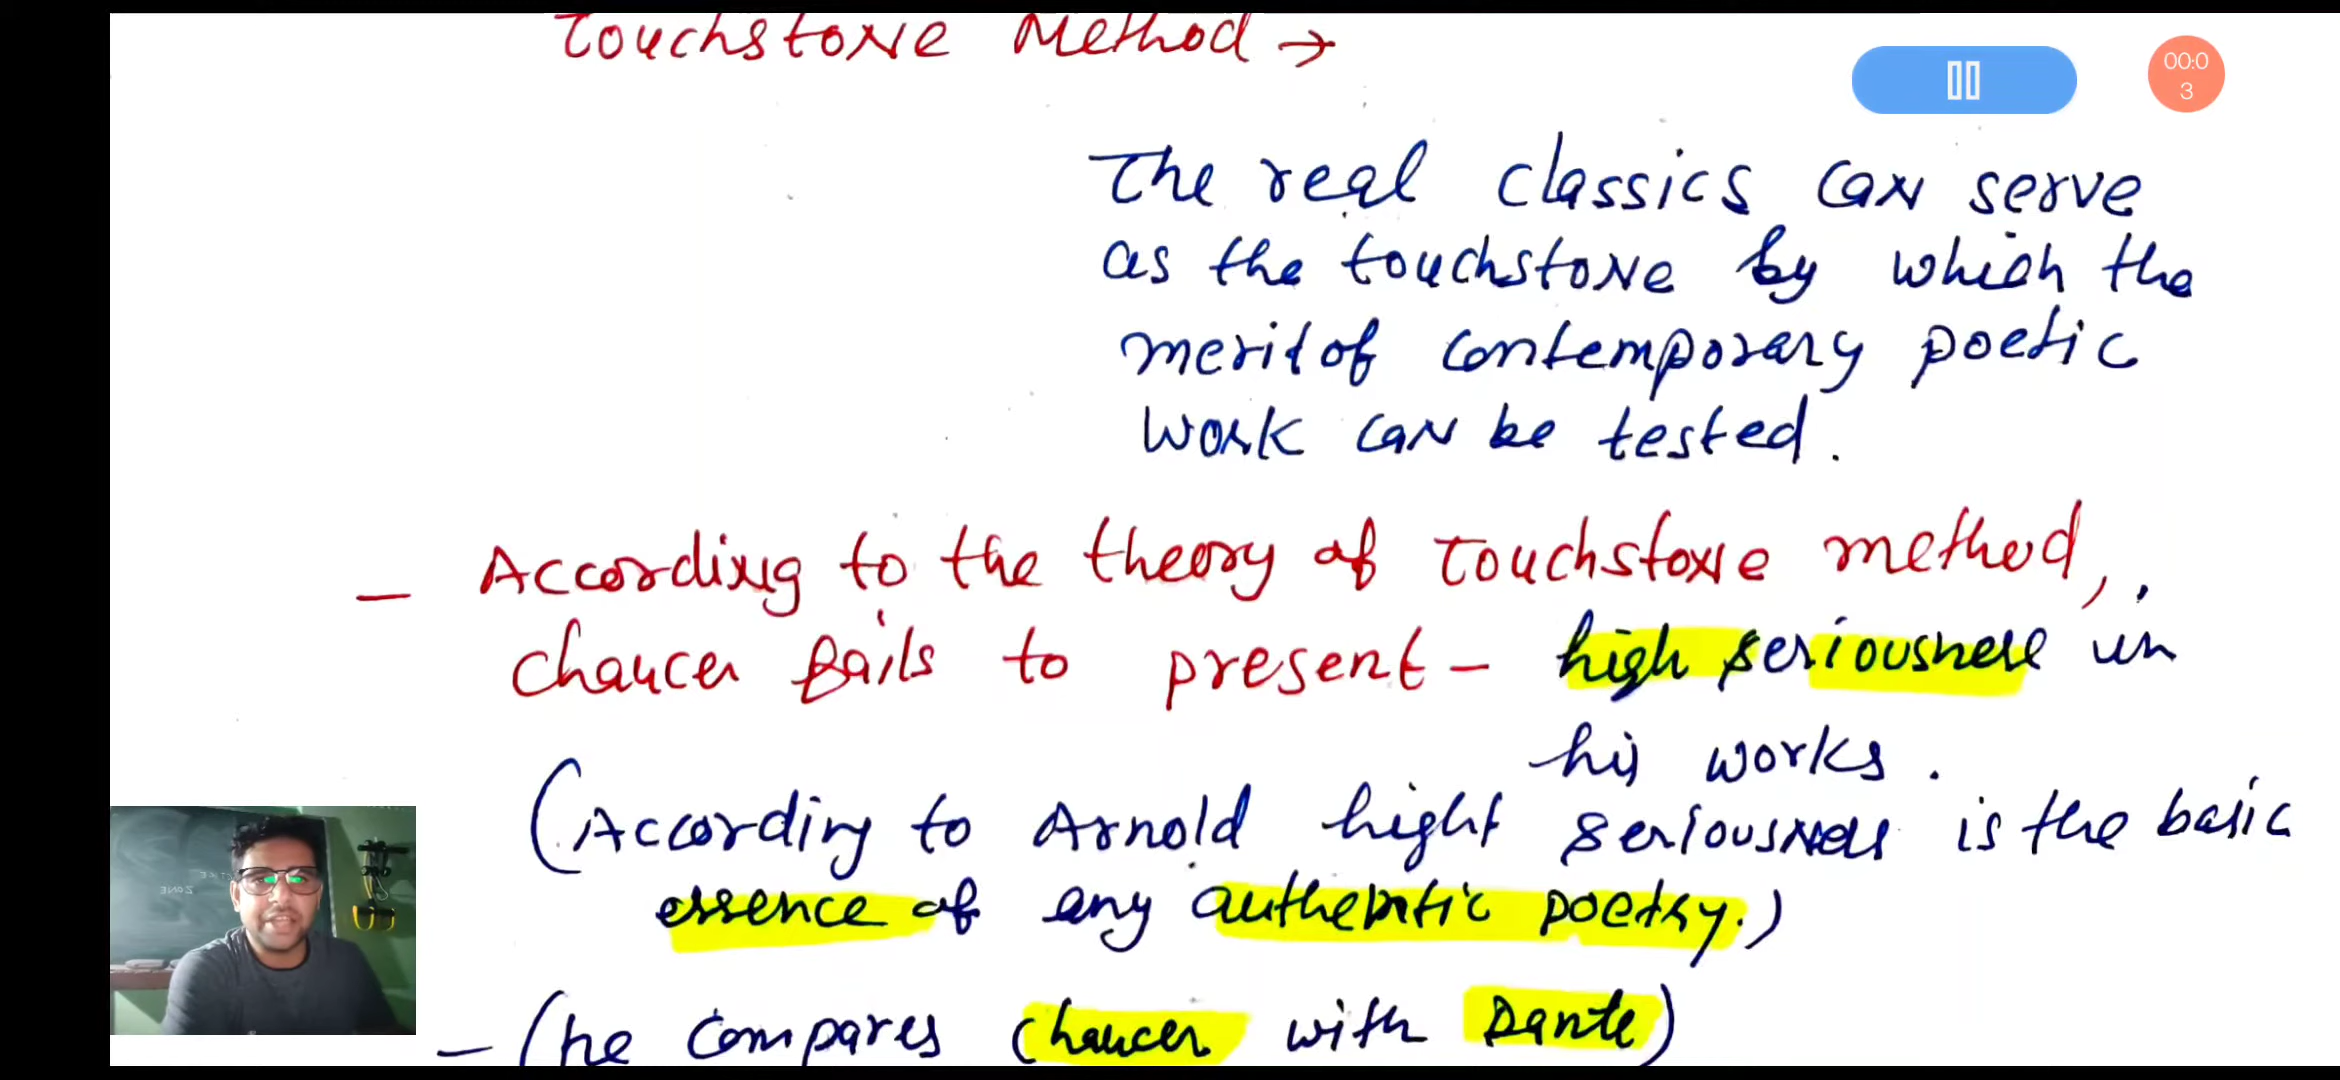 Touchstone Method →
00:0
3
The real classics can serve
as the touchstone by which the
merit of contemporary poetic
work can be tested.
- According to the theory of Touchstone method,
chaucer fails to present - high seriousness in
his works.
(According to Arnold hight seriousness is the basic
essence of any authentic poetry.)
- (he compares Chaucer with Dante)